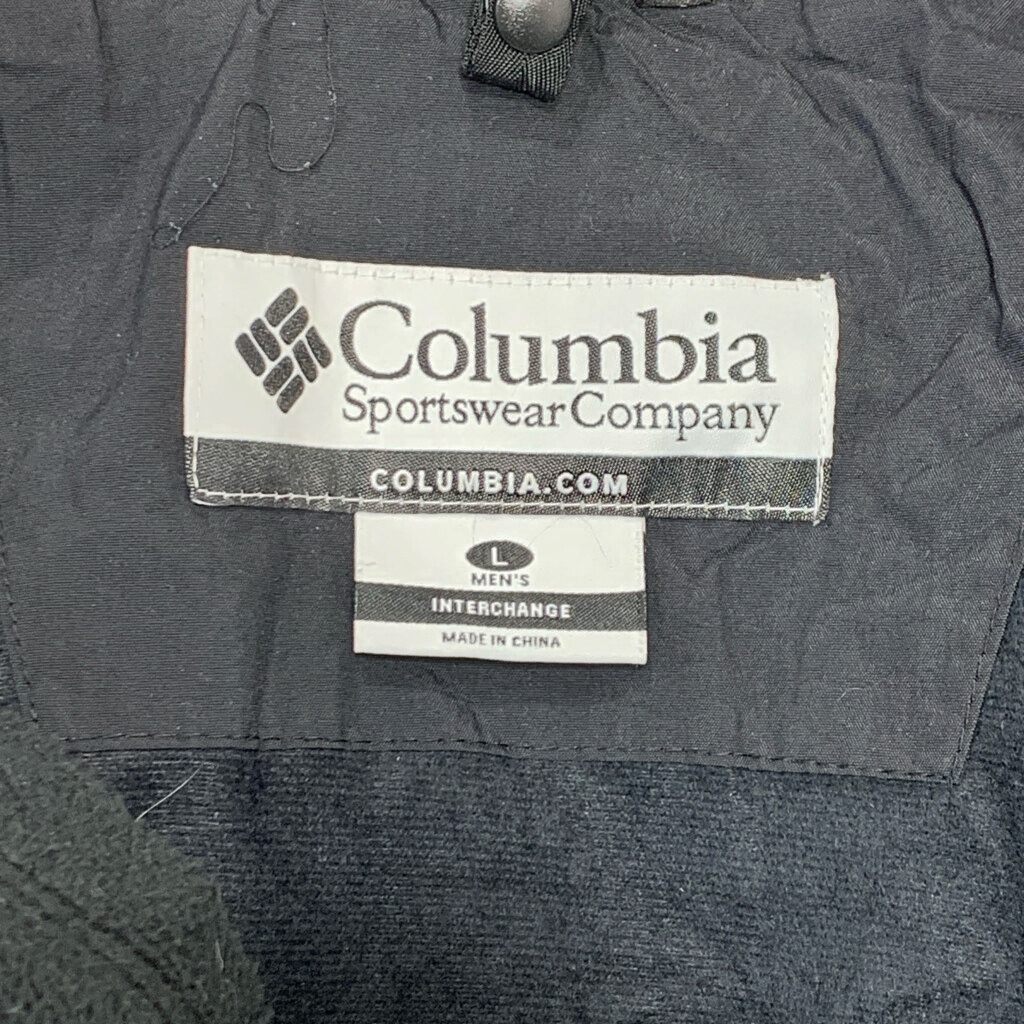 Columbia
Sportswear Company
COLUMBIA.COM
L
MEN'S
INTERCHANGE
MADE IN CHINA